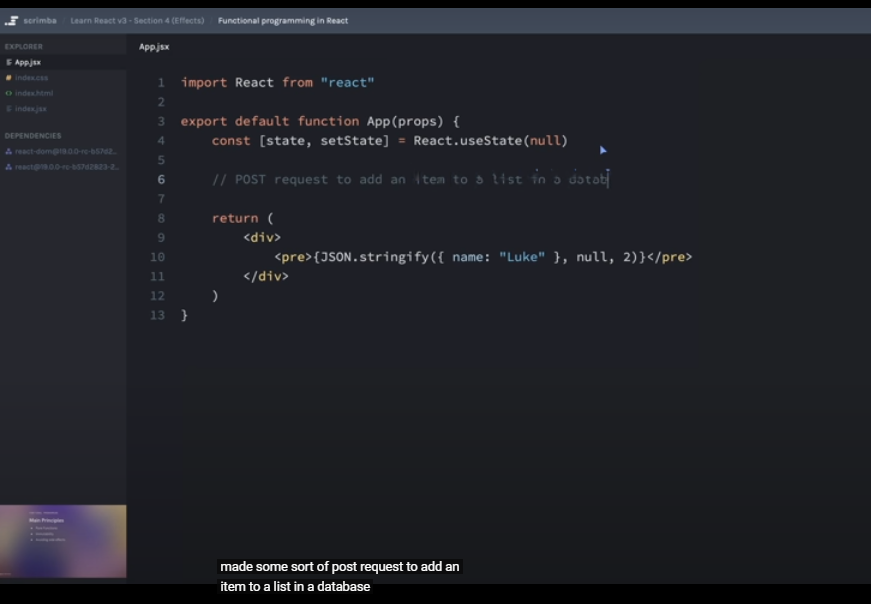 scrimba / Learn React v3 - Section 4 (Effects) / Functional programming in React
EXPLORER
App.jsx
index.css
index.html
index.jsx
DEPENDENCIES
react-dom@19.0.0-rc-b57d2...
react@19.0.0-rc-b57d2823-2...
App.jsx
1 import React from "react"
2
3 export default function App(props) {
4 const [state, setState] = React.useState(null)
5
6 // POST request to add an item to a list in a datab
7
8 return (
9 <div>
10 <pre>{JSON.stringify({ name: "Luke" }, null, 2)}</pre>
11 </div>
12 )
13 }
Main Principles
made some sort of post request to add an
item to a list in a database